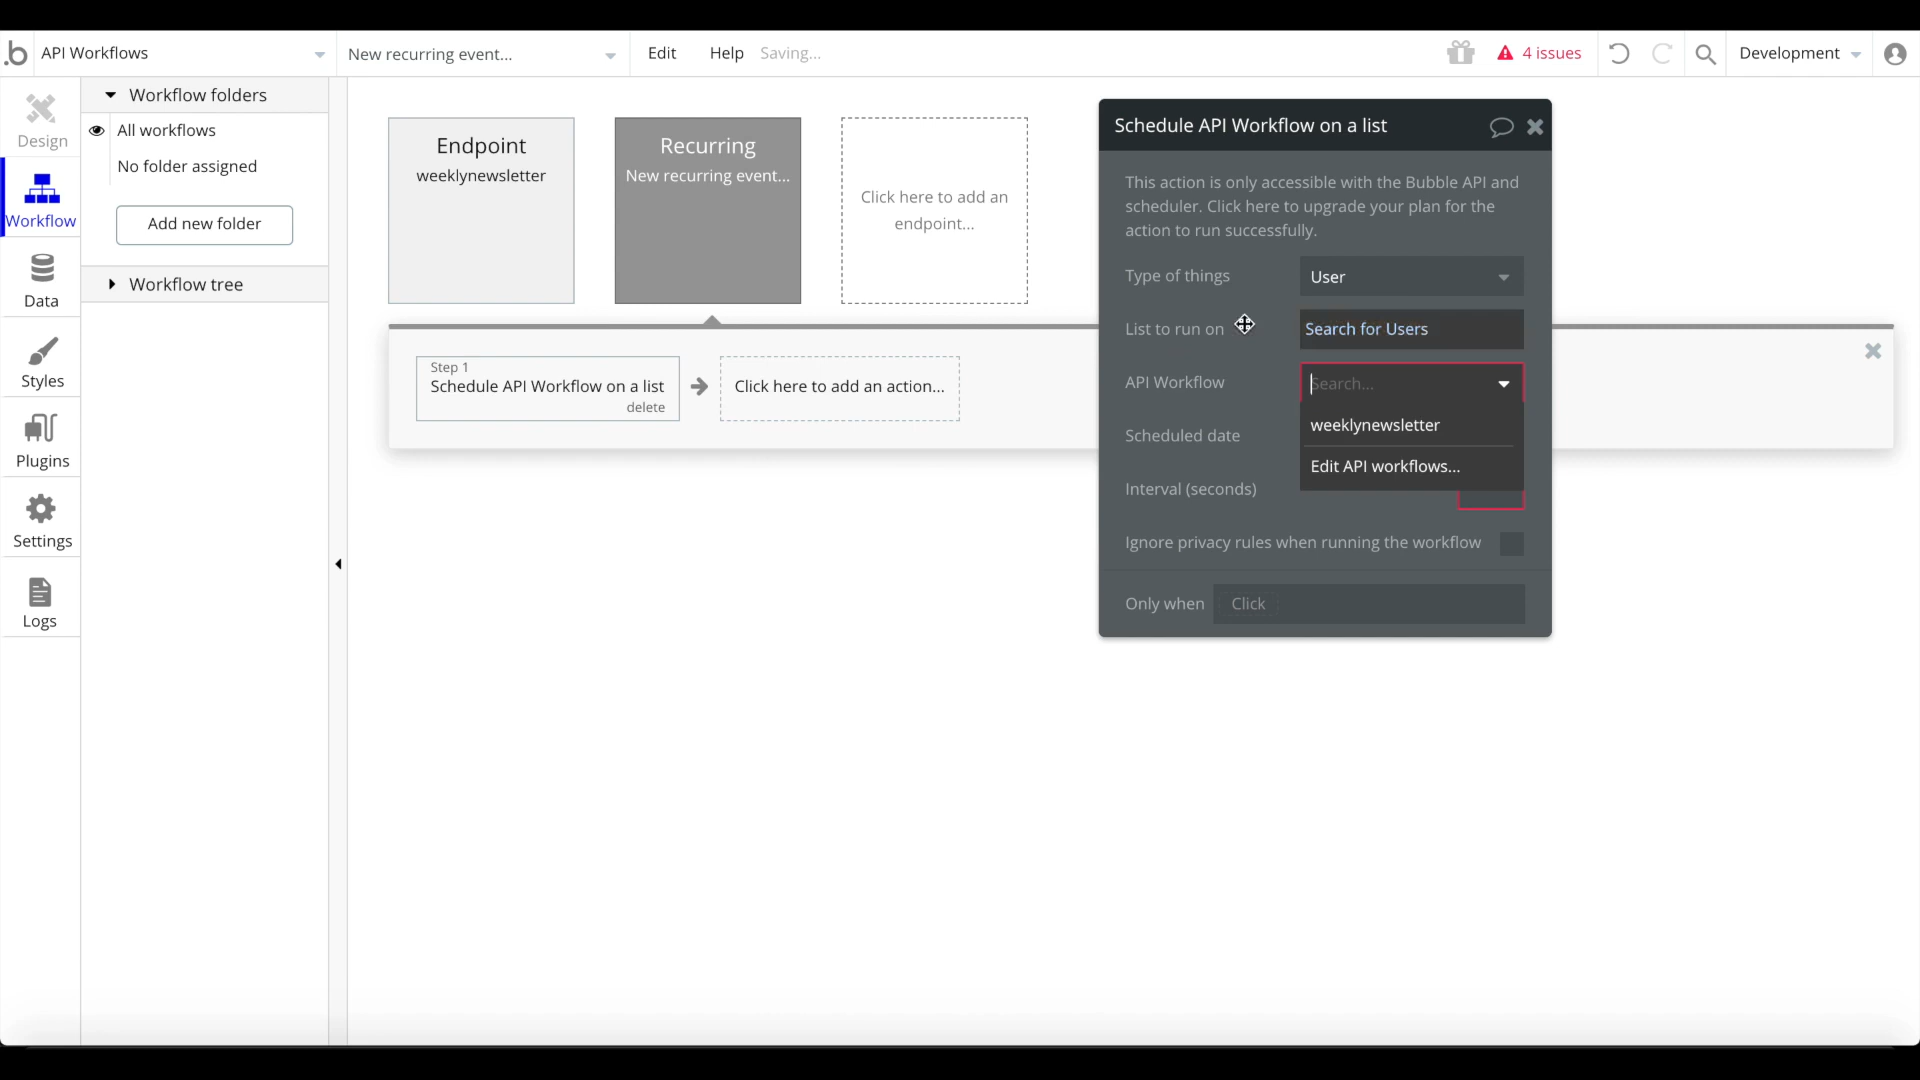 .b API Workflows New recurring event... Edit Help Saving... 4 issues Development
Design
Workflow
Data
Styles
Plugins
Settings
Logs
Workflow folders
All workflows
No folder assigned
Add new folder
Workflow tree
Endpoint
weeklynewsletter
Recurring
New recurring event...
Click here to add an
endpoint...
Step 1
Schedule API Workflow on a list
delete
Click here to add an action...
Schedule API Workflow on a list
This action is only accessible with the Bubble API and
scheduler. Click here to upgrade your plan for the
action to run successfully.
Type of things User
List to run on Search for Users
API Workflow Search...
weeklynewsletter
Edit API workflows...
Scheduled date
Interval (seconds)
Ignore privacy rules when running the workflow
Only when Click